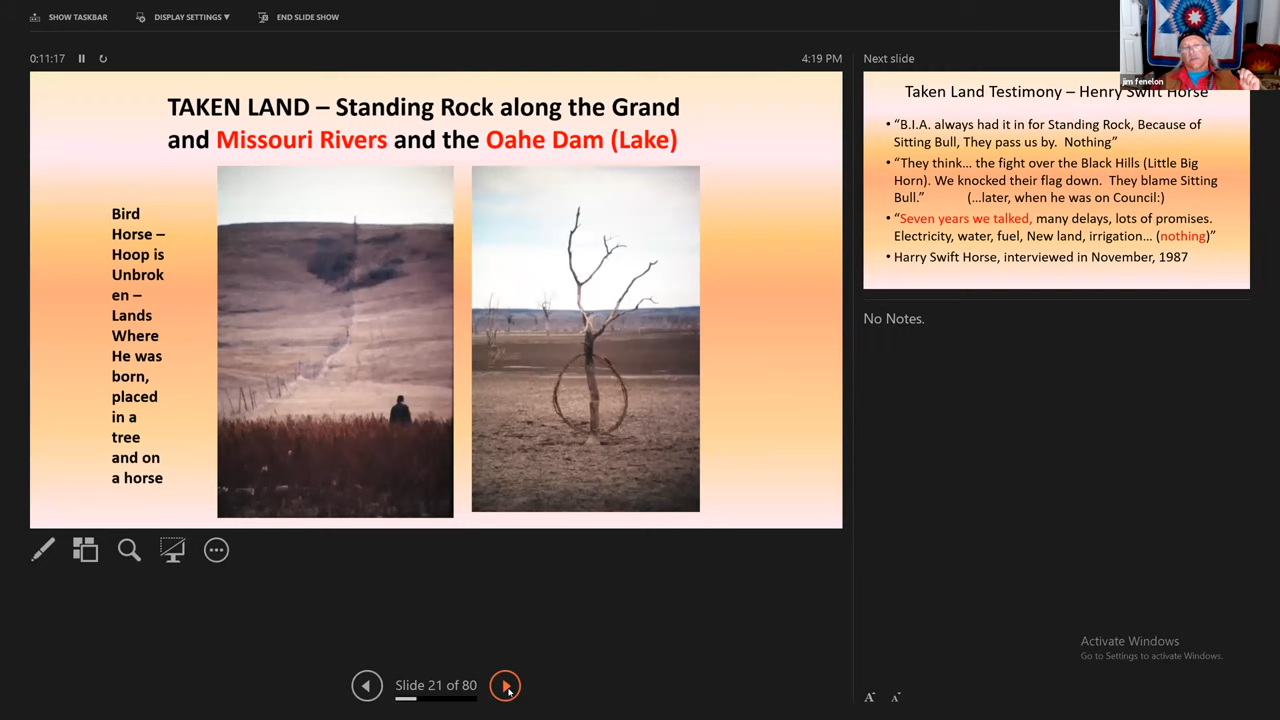 SHOW TASKBAR
DISPLAY SETTINGS ▼
END SLIDE SHOW
0:11:17
4:19 PM
TAKEN LAND – Standing Rock along the Grand
and Missouri Rivers and the Oahe Dam (Lake)
Bird
Horse –
Hoop is
Unbrok
en –
Lands
Where
He was
born,
placed
in a
tree
and on
a horse
Slide 21 of 80
Next slide
jim fenelon
Taken Land Testimony – Henry Swift Horse
• “B.I.A. always had it in for Standing Rock, Because of
Sitting Bull, They pass us by.  Nothing”
• “They think… the fight over the Black Hills (Little Big
Horn). We knocked their flag down.  They blame Sitting
Bull.”  (…later, when he was on Council:)
• “Seven years we talked, many delays, lots of promises.
Electricity, water, fuel, New land, irrigation… (nothing)”
• Harry Swift Horse, interviewed in November, 1987
No Notes.
Activate Windows
Go to Settings to activate Windows.
A A